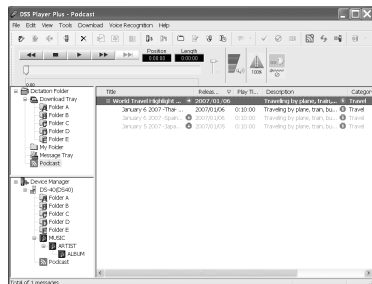 DSS Player Plus - Podcast
File Edit View Tools Download Voice Recognition Help
Position Length
0:00:00 0:00:00
100%
0:00
Dictation Folder
Download Tray
Folder A
Folder B
Folder C
Folder D
Folder E
My Folder
Message Tray
Podcast
Title Releas... Play Ti... Description Categor
World Travel Highlight ... 2007/01/06 Traveling by plane, train,... Travel
January 6 2007 -Thai- ... 2007/01/06 0:10:00 Traveling by plane, train, bu... Travel
January 6 2007 -Spain... 2007/01/06 0:10:00 Traveling by plane, train, bu... Travel
January 5 2007 -Japa... 2007/01/05 0:10:00 Traveling by plane, train, bu... Travel
Device Manager
DS-40(DS40)
Folder A
Folder B
Folder C
Folder D
Folder E
MUSIC
ARTIST
ALBUM
Podcast
Total of 1 messages